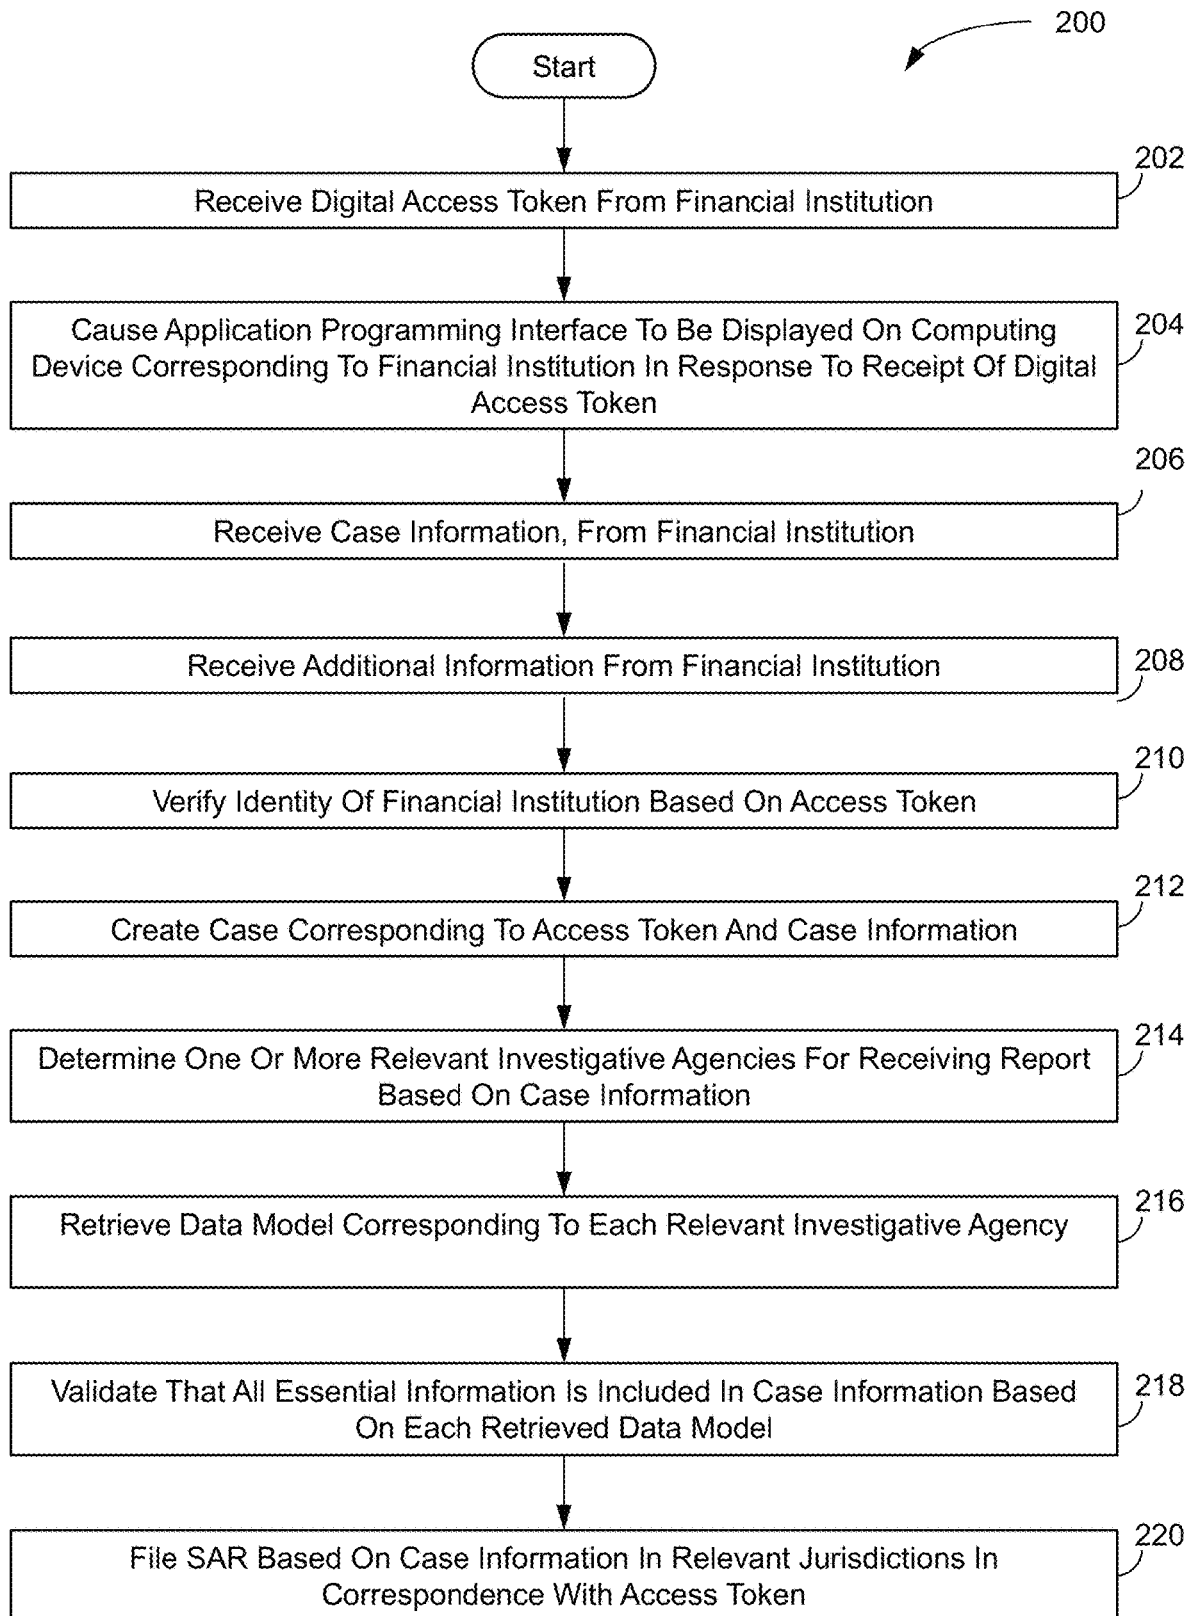 200
Start
202
Receive Digital Access Token From Financial Institution
204
Cause Application Programming Interface To Be Displayed On Computing
Device Corresponding To Financial Institution In Response To Receipt Of Digital
Access Token
206
Receive Case Information, From Financial Institution
208
Receive Additional Information From Financial Institution
210
Verify Identity Of Financial Institution Based On Access Token
212
Create Case Corresponding To Access Token And Case Information
214
Determine One Or More Relevant Investigative Agencies For Receiving Report
Based On Case Information
216
Retrieve Data Model Corresponding To Each Relevant Investigative Agency
218
Validate That All Essential Information Is Included In Case Information Based
On Each Retrieved Data Model
220
File SAR Based On Case Information In Relevant Jurisdictions In
Correspondence With Access Token